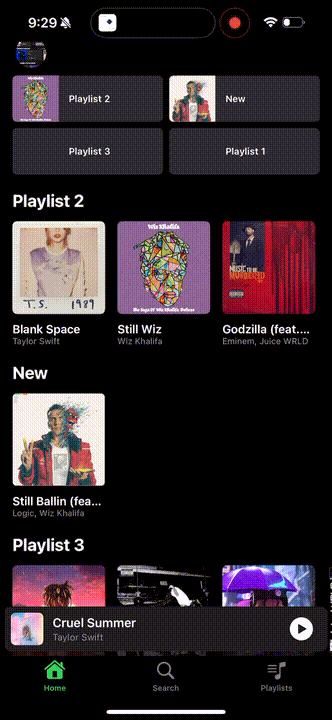 9:29
Playlist 2
New
Playlist 3
Playlist 1
Playlist 2
Wiz Khalifa
T. S. 1989
MUSIC TO BE
MURDERED BY
Blank Space
Still Wiz
Godzilla (feat....
Taylor Swift
Wiz Khalifa
Eminem, Juice WRLD
New
Still Ballin (fea...
Logic, Wiz Khalifa
Playlist 3
Cruel Summer
Taylor Swift
Home
Search
Playlists